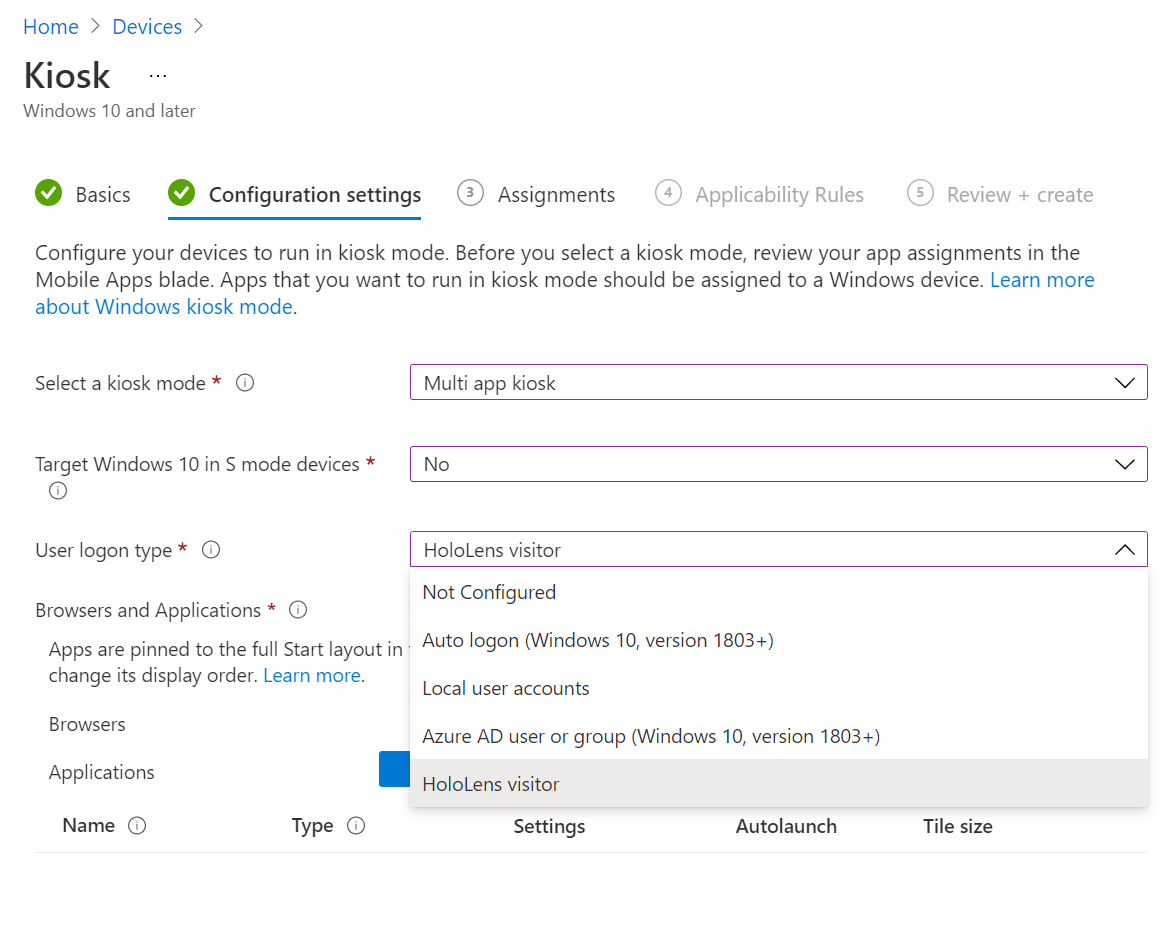 Home > Devices >
Kiosk ...
Windows 10 and later
Basics Configuration settings 3 Assignments 4 Applicability Rules 5 Review + create
Configure your devices to run in kiosk mode. Before you select a kiosk mode, review your app assignments in the
Mobile Apps blade. Apps that you want to run in kiosk mode should be assigned to a Windows device. Learn more
about Windows kiosk mode.
Select a kiosk mode * Multi app kiosk
Target Windows 10 in S mode devices * No
User logon type * HoloLens visitor
Not Configured
Browsers and Applications *
Auto logon (Windows 10, version 1803+)
Apps are pinned to the full Start layout in
change its display order. Learn more.
Local user accounts
Browsers
Azure AD user or group (Windows 10, version 1803+)
Applications
HoloLens visitor
Name Type Settings Autolaunch Tile size